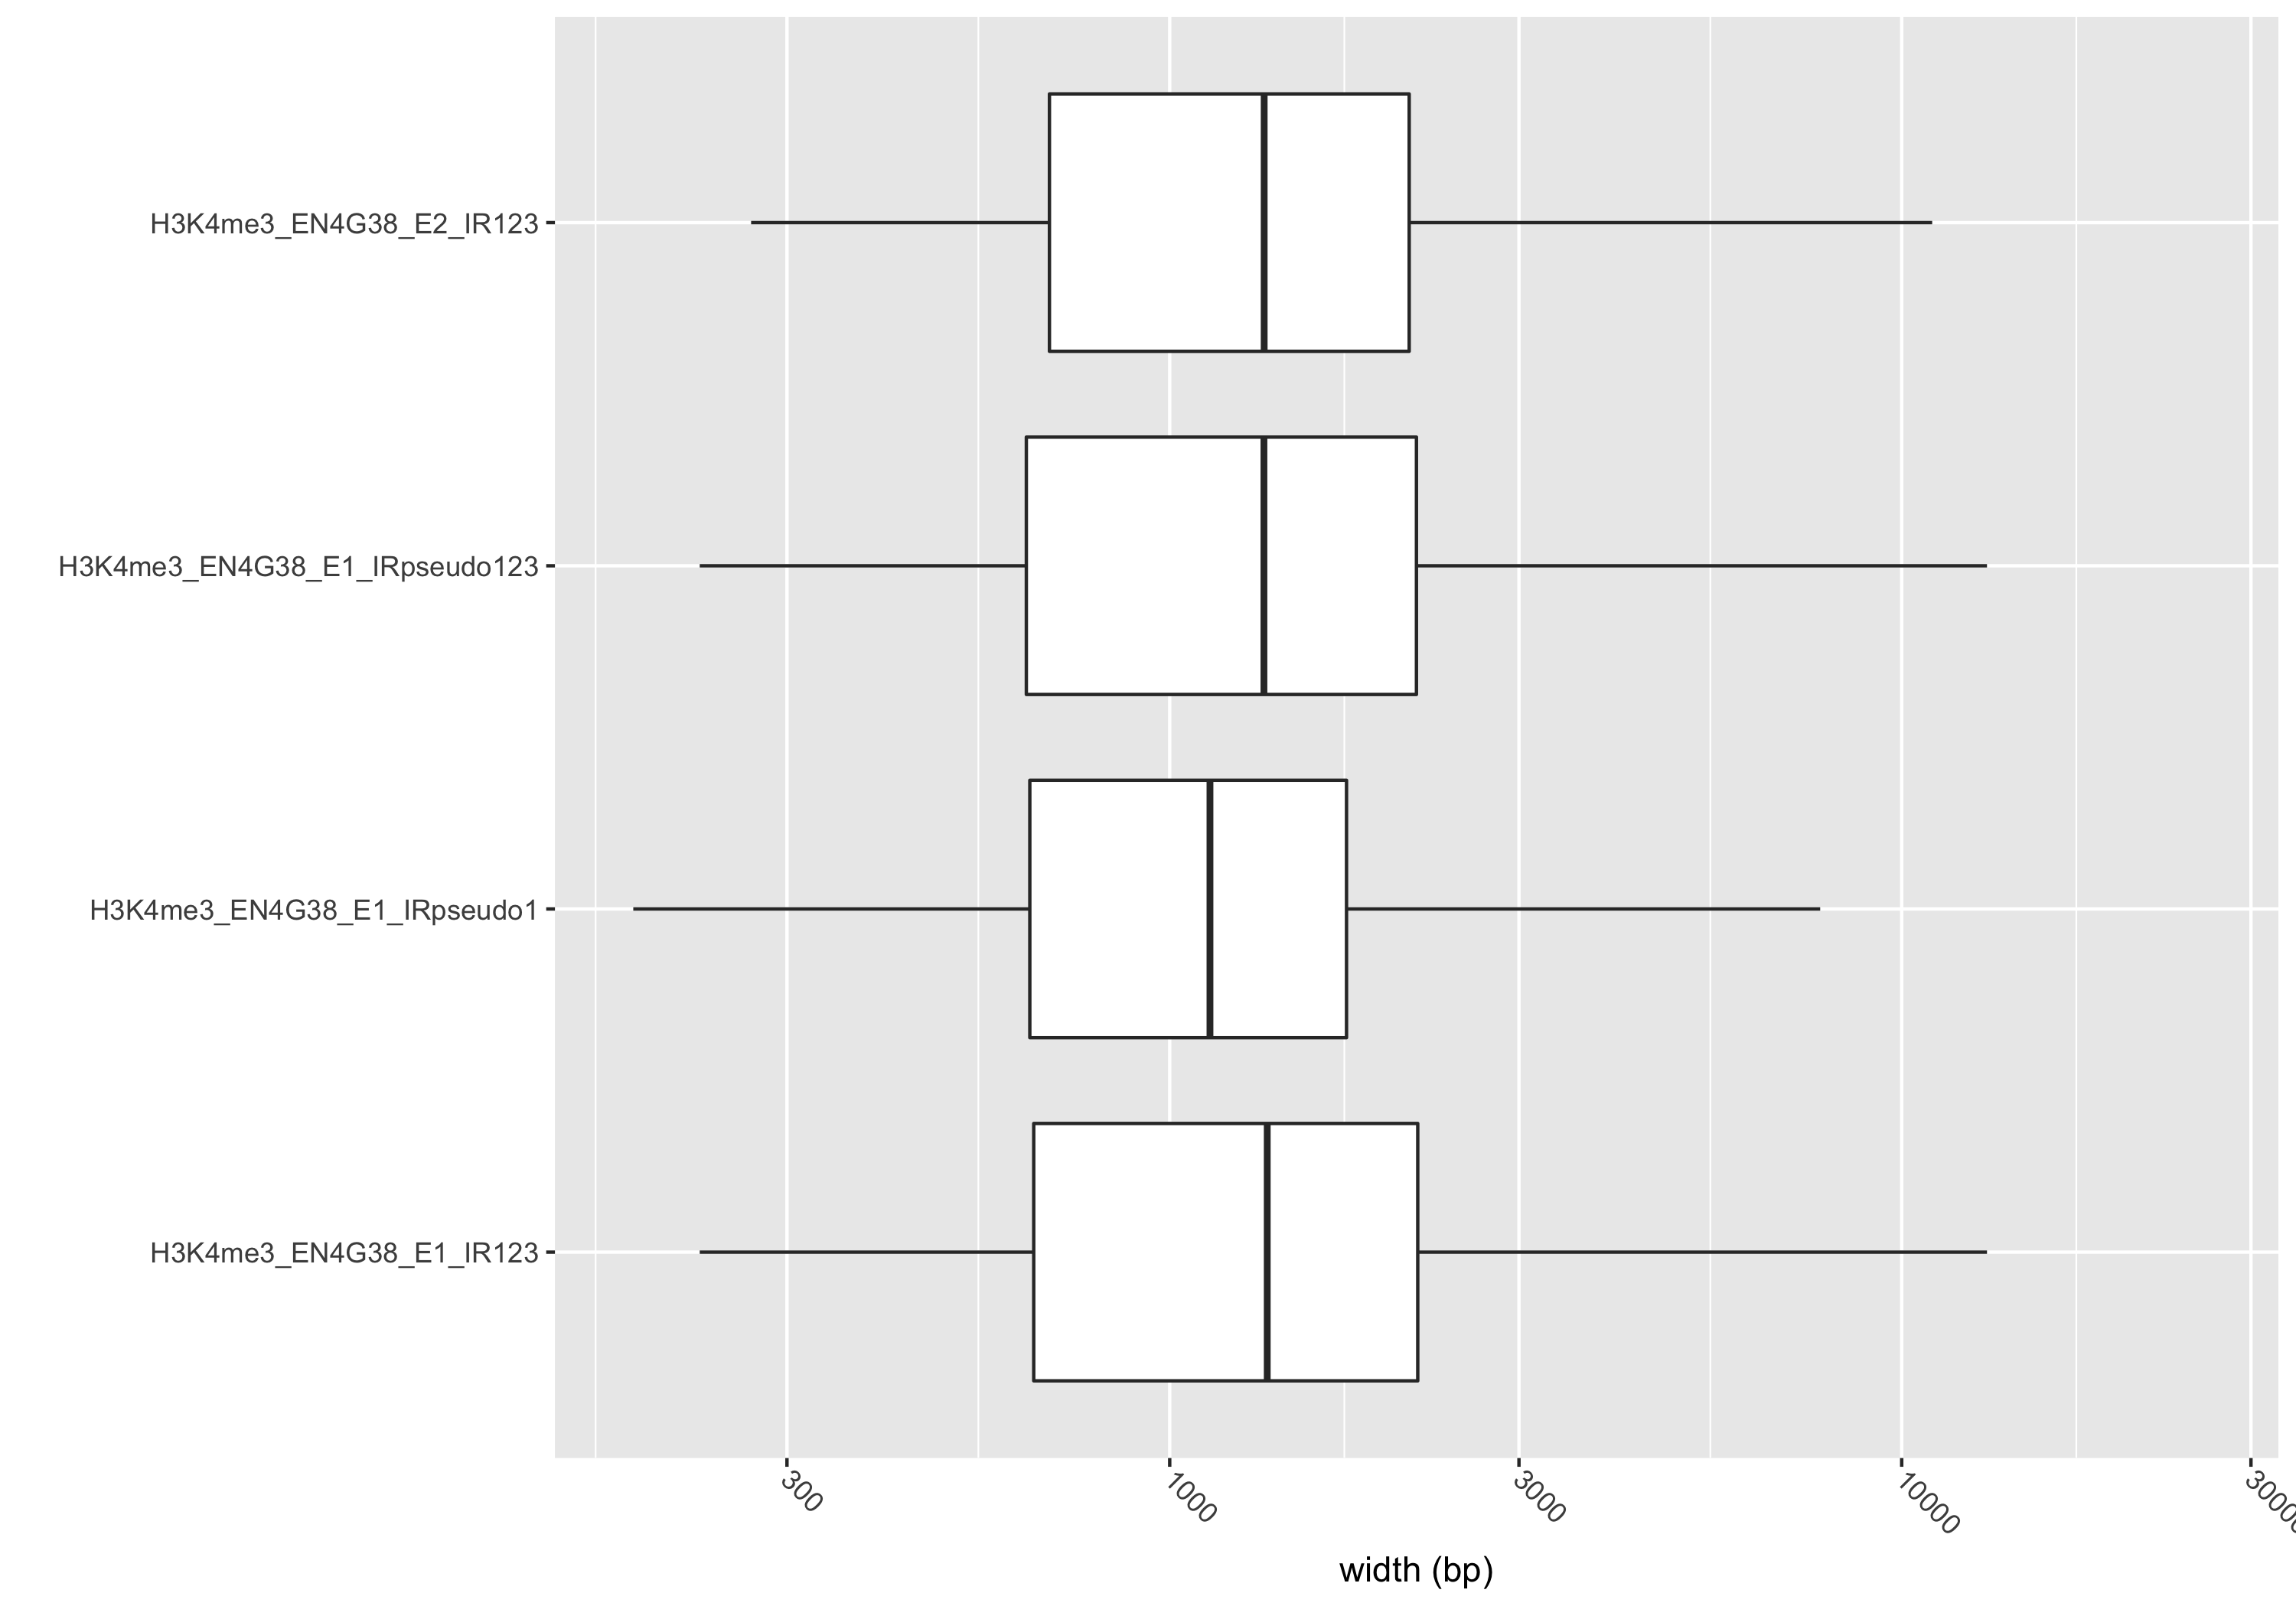 H3K4me3_EN4G38_E2_IR123
H3K4me3_EN4G38_E1_IRpseudo123
H3K4me3_EN4G38_E1_IRpseudo1
H3K4me3_EN4G38_E1_IR123
300
1000
3000
10000
width (bp)